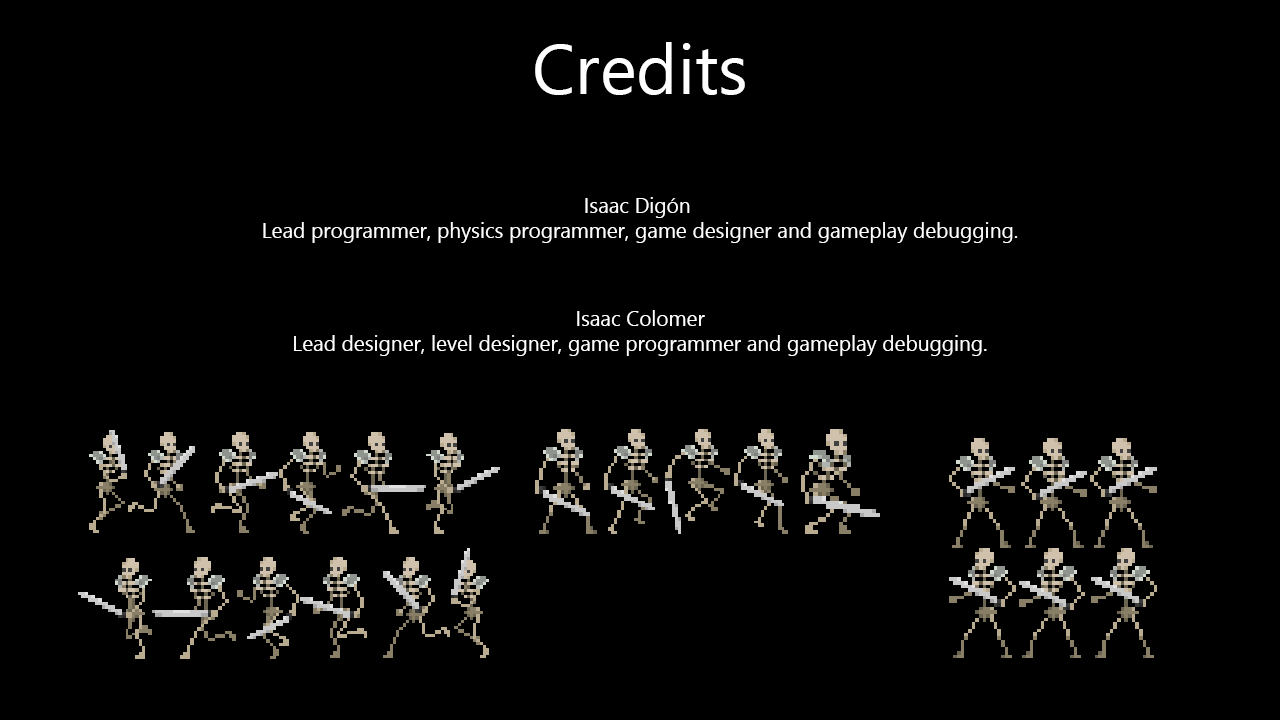 Credits
Isaac Digón
Lead programmer, physics programmer, game designer and gameplay debugging.
Isaac Colomer
Lead designer, level designer, game programmer and gameplay debugging.